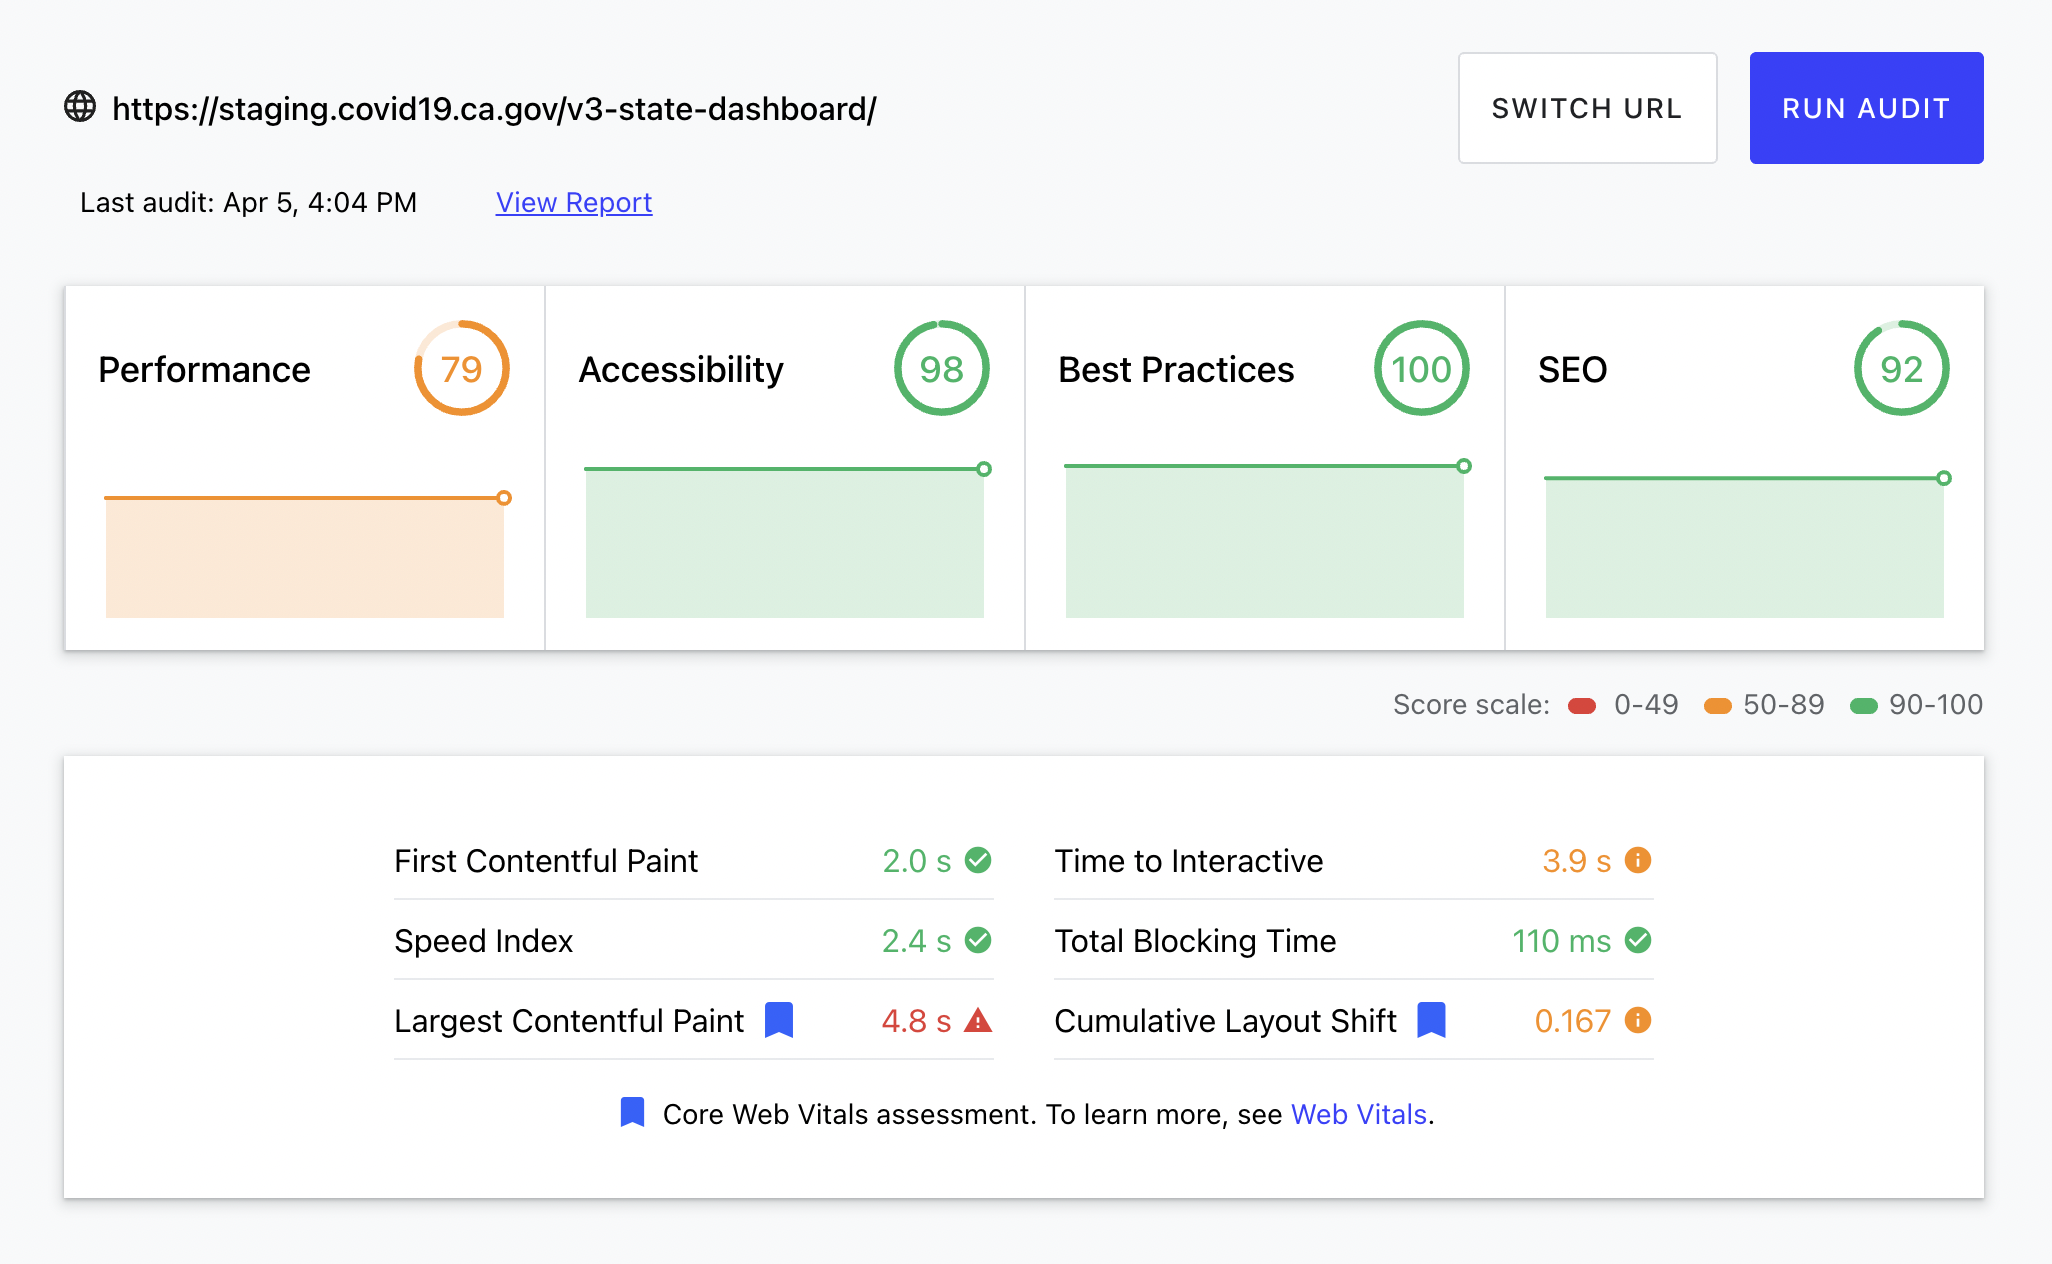 https://staging.covid19.ca.gov/v3-state-dashboard/
SWITCH URL
RUN AUDIT
Last audit: Apr 5, 4:04 PM
View Report
Performance
79
Accessibility
98
Best Practices
100
SEO
92
Score scale: 0-49 50-89 90-100
First Contentful Paint 2.0 s
Time to Interactive 3.9 s
Speed Index 2.4 s
Total Blocking Time 110 ms
Largest Contentful Paint 4.8 s
Cumulative Layout Shift 0.167
Core Web Vitals assessment. To learn more, see Web Vitals.